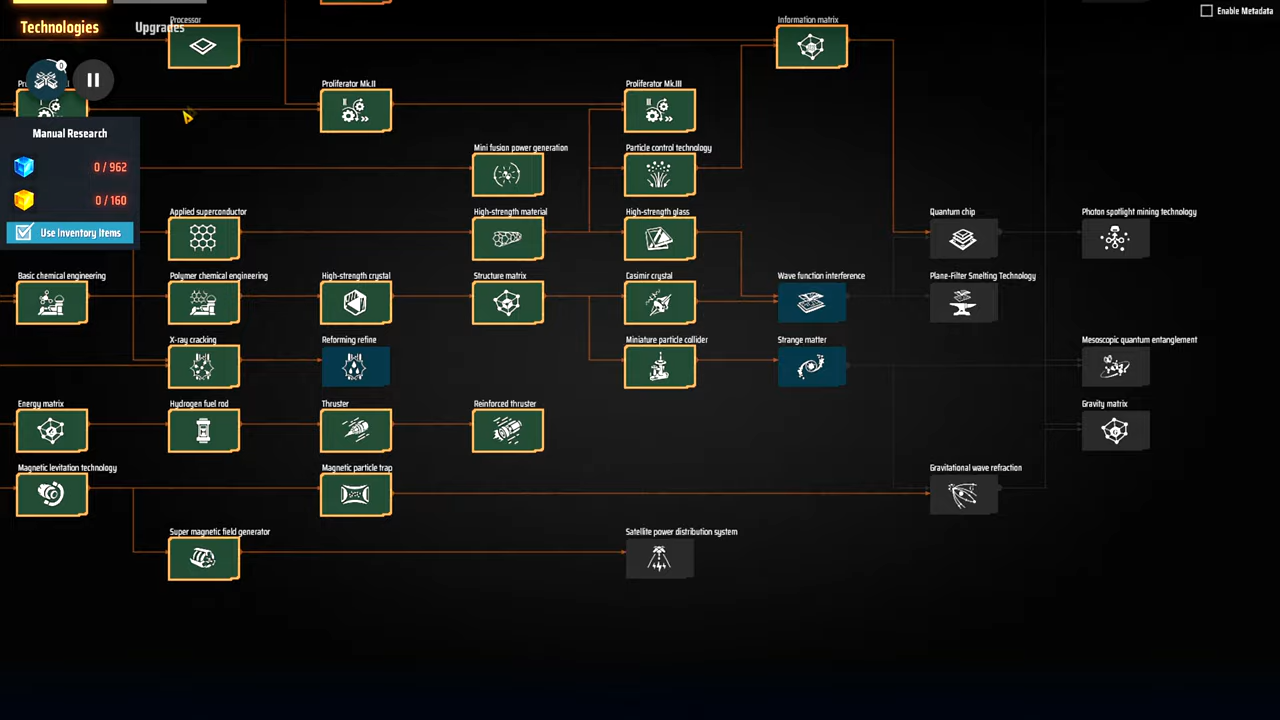 Technologies
Upgrades
Enable Metadata
Processor
Information matrix
Proliferator Mk.II
Proliferator Mk.III
0
Manual Research
0 / 962
0 / 160
Use Inventory Items
Mini fusion power generation
Particle control technology
Applied superconductor
High-strength material
High-strength glass
Quantum chip
Photon spotlight mining technology
Basic chemical engineering
Polymer chemical engineering
High-strength crystal
Structure matrix
Casimir crystal
Wave function interference
Plane-Filter Smelting Technology
X-ray cracking
Reforming refine
Miniature particle collider
Strange matter
Mesoscopic quantum entanglement
Energy matrix
Hydrogen fuel rod
Thruster
Reinforced thruster
Gravity matrix
Magnetic levitation technology
Magnetic particle trap
Gravitational wave refraction
Super magnetic field generator
Satellite power distribution system